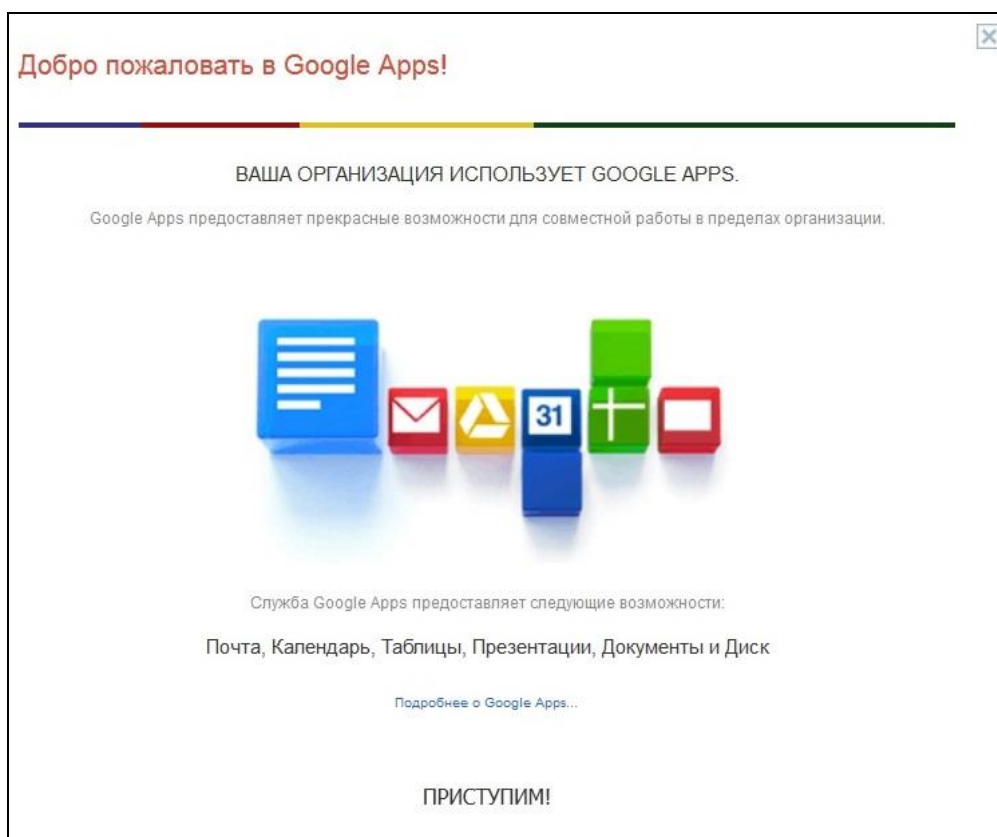 Добро пожаловать в Google Apps!
ВАША ОРГАНИЗАЦИЯ ИСПОЛЬЗУЕТ GOOGLE APPS.
Google Apps предоставляет прекрасные возможности для совместной работы в пределах организации.
31
Служба Google Apps предоставляет следующие возможности:
Почта, Календарь, Таблицы, Презентации, Документы и Диск
Подробнее о Google Apps...
ПРИСТУПИМ!